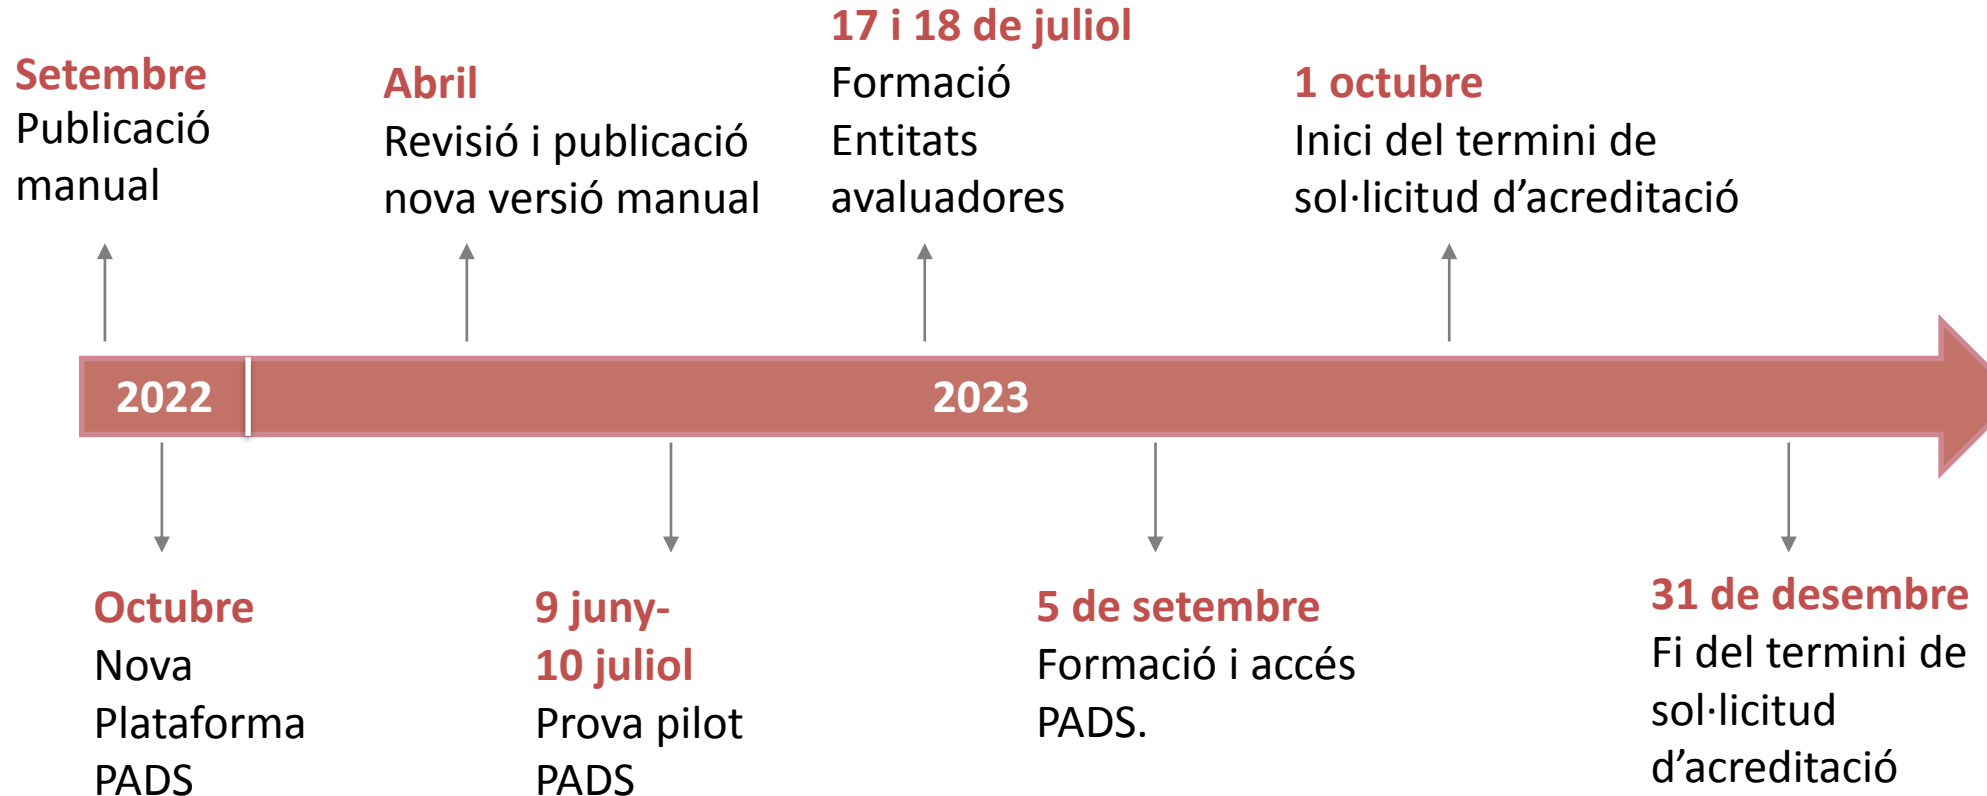 Setembre
Publicació
manual
Abril
Revisió i publicació
nova versió manual
17 i 18 de juliol
Formació
Entitats
avaluadores
1 octubre
Inici del termini de
sol·licitud d’acreditació
2022
2023
Octubre
Nova
Plataforma
PADS
9 juny-
10 juliol
Prova pilot
PADS
5 de setembre
Formació i accés
PADS.
31 de desembre
Fi del termini de
sol·licitud
d’acreditació